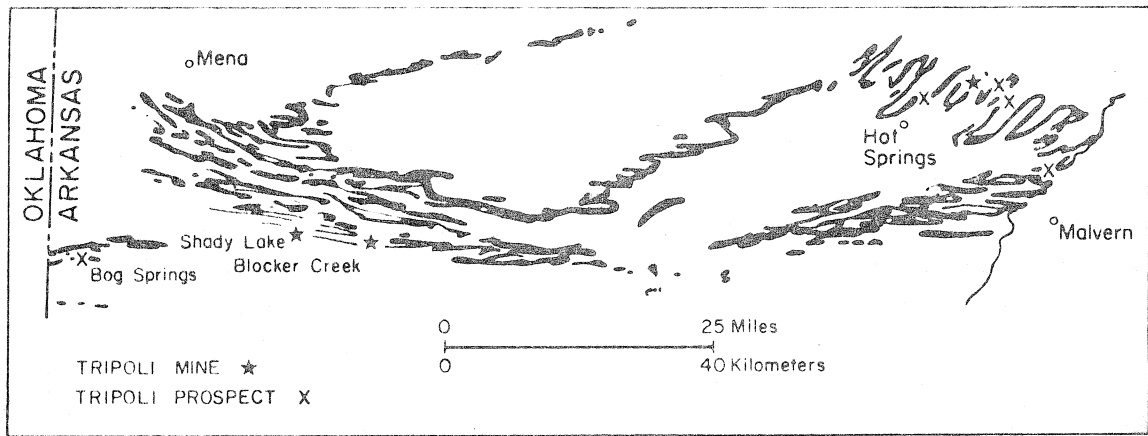 OKLAHOMA
ARKANSAS
Mena
Hot
Springs
Malvern
Shady Lake
Blocker Creek
Bog Springs
0
25 Miles
0
40 Kilometers
TRIPOLI MINE ★
TRIPOLI PROSPECT X